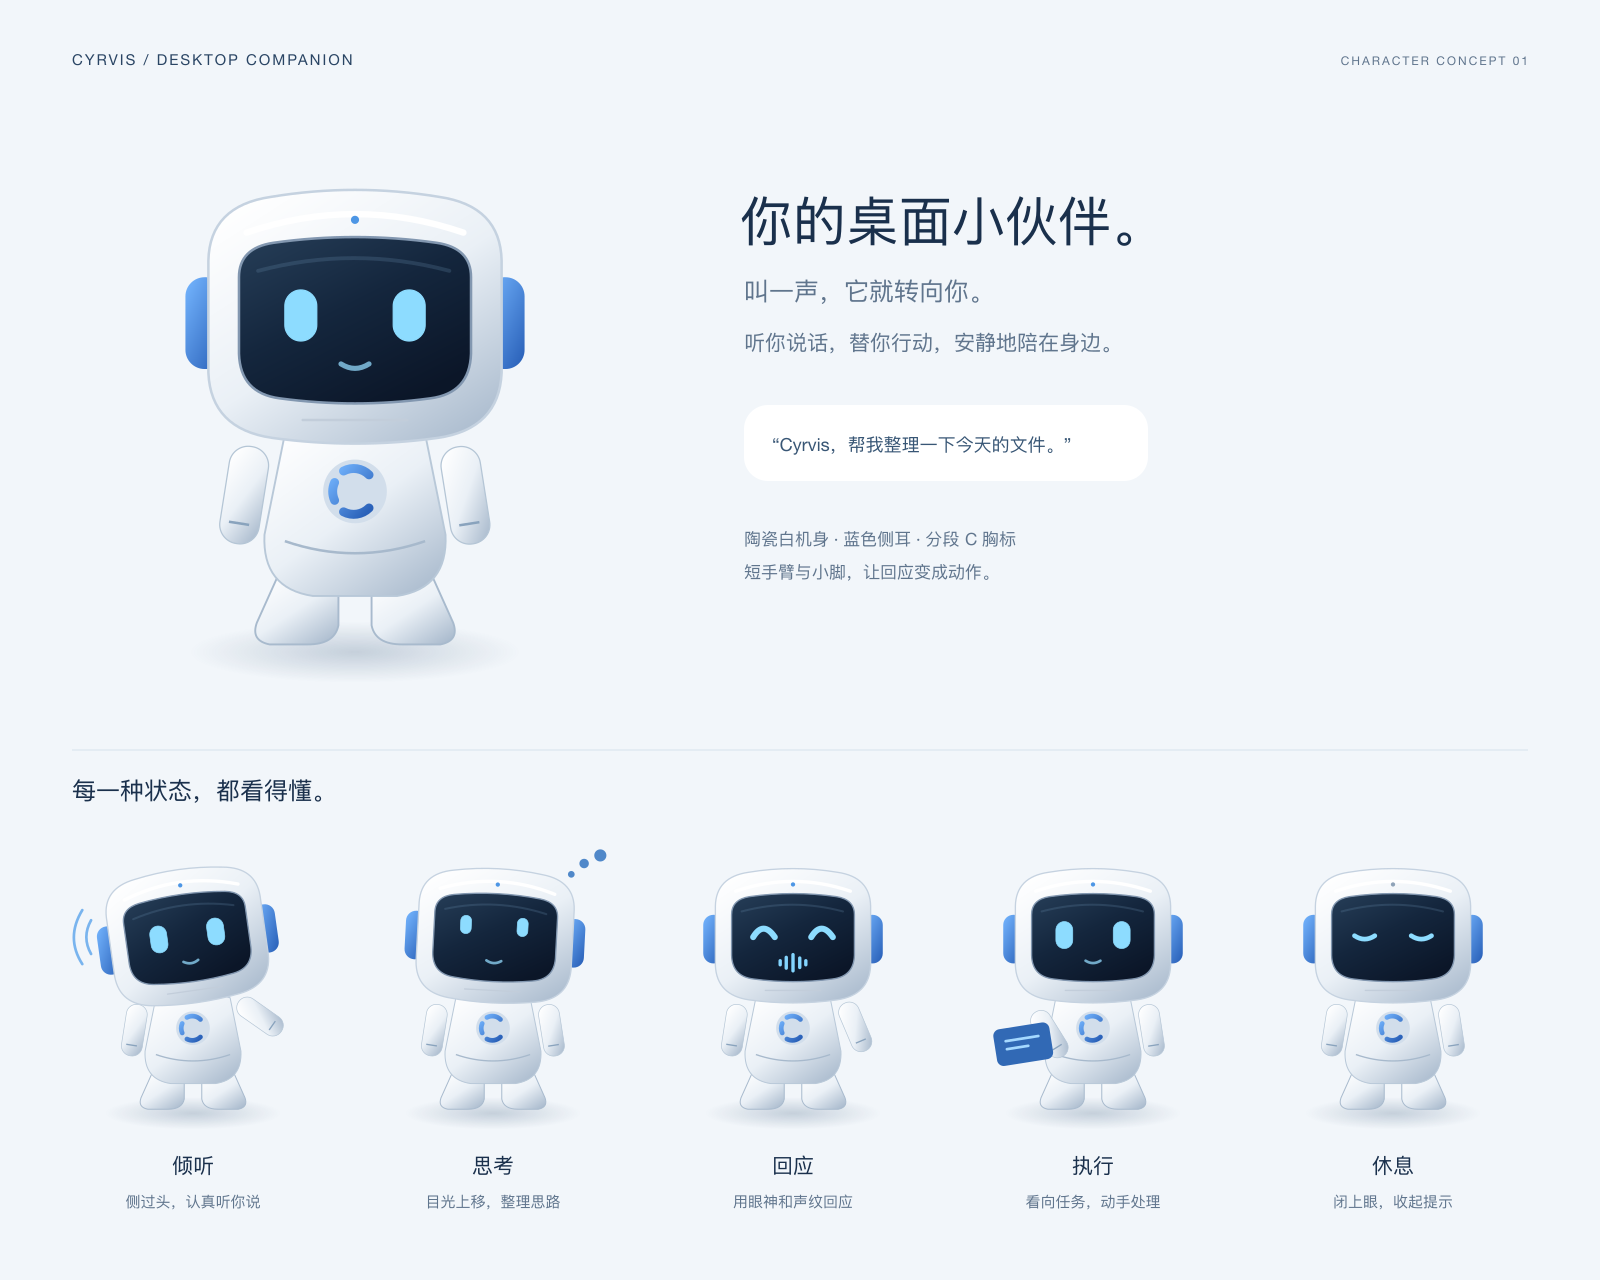 CYRVIS / DESKTOP COMPANION
CHARACTER CONCEPT 01
你的桌面小伙伴。
叫一声，它就转向你。
听你说话，替你行动，安静地陪在身边。
“Cyrvis，帮我整理一下今天的文件。”
陶瓷白机身 · 蓝色侧耳 · 分段 C 胸标
短手臂与小脚，让回应变成动作。
每一种状态，都看得懂。
倾听
侧过头，认真听你说
思考
目光上移，整理思路
回应
用眼神和声纹回应
执行
看向任务，动手处理
休息
闭上眼，收起提示